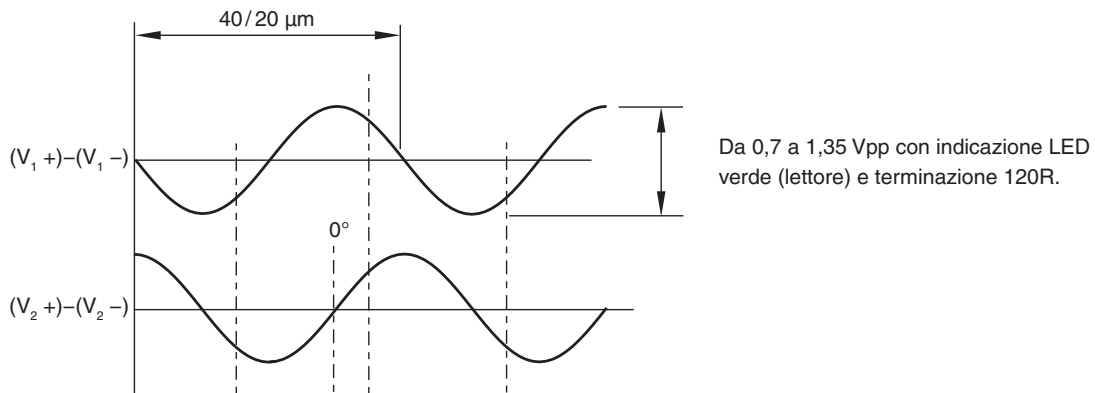 40/20 µm
(V₁ +)–(V₁ –)
Da 0,7 a 1,35 Vpp con indicazione LED
verde (lettore) e terminazione 120R.
0°
(V₂ +)–(V₂ –)